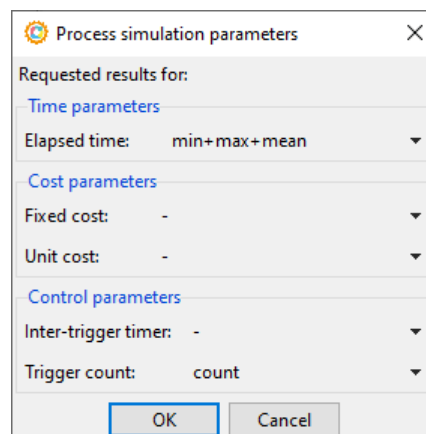 Process simulation parameters
Requested results for:
Time parameters
Elapsed time: min+max+mean
Cost parameters
Fixed cost: -
Unit cost: -
Control parameters
Inter-trigger timer: -
Trigger count: count
OK Cancel